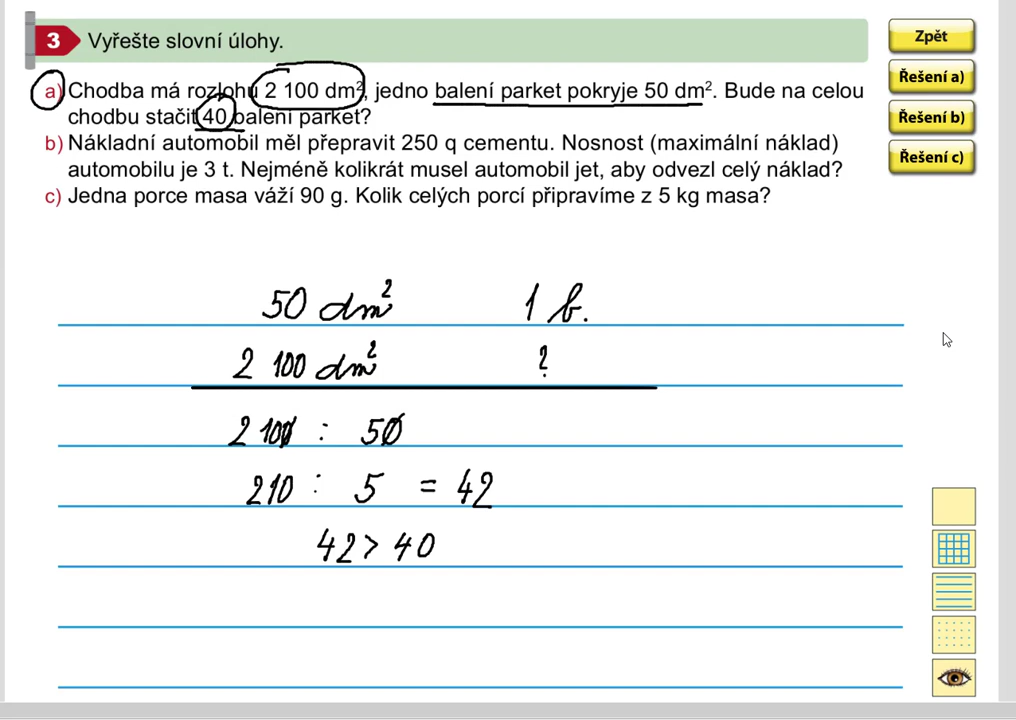 3 Vyřešte slovní úlohy.
Zpět
Řešení a)
Řešení b)
Řešení c)
a) Chodba má rozlohu 2 100 dm², jedno balení parket pokryje 50 dm². Bude na celou
chodbu stačit 40 balení parket?
b) Nákladní automobil měl přepravit 250 q cementu. Nosnost (maximální náklad)
automobilu je 3 t. Nejméně kolikrát musel automobil jet, aby odvezl celý náklad?
c) Jedna porce masa váží 90 g. Kolik celých porcí připravíme z 5 kg masa?
50 dm² 1 b.
2 100 dm² ?
2 100 : 50
210 : 5 = 42
42 > 40